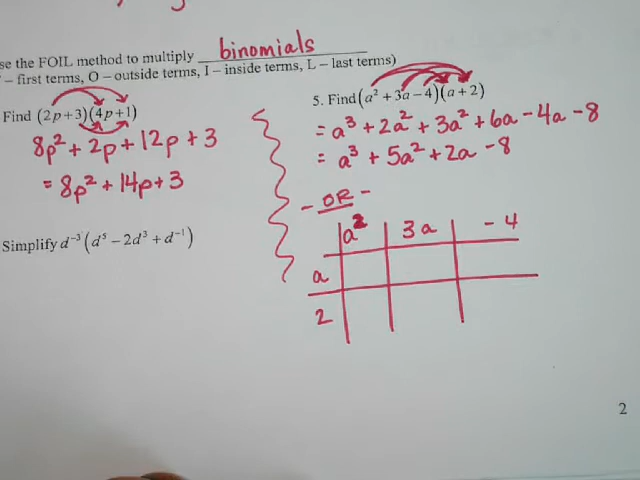 se the FOIL method to multiply binomials
– first terms, O – outside terms, I – inside terms, L – last terms)
Find (2p+3)(4p+1)
8p² + 2p + 12p + 3
= 8p² + 14p + 3
Simplify d⁻³(d⁵ – 2d³ + d⁻¹)
5. Find (a² + 3a – 4)(a + 2)
= a³ + 2a² + 3a² + 6a – 4a – 8
= a³ + 5a² + 2a – 8
– OR –
a² 3a – 4
a
2
2